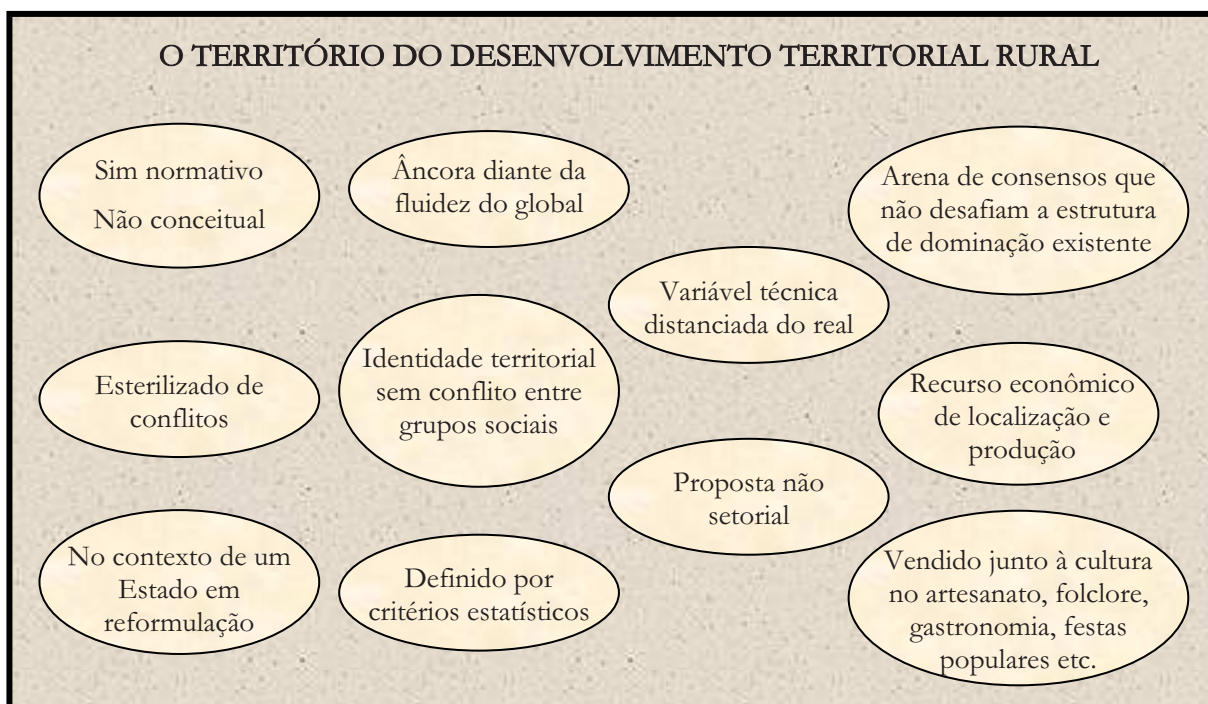 O TERRITÓRIO DO DESENVOLVIMENTO TERRITORIAL RURAL
Sim normativo
Não conceitual
Âncora diante da
fluidez do global
Arena de consensos que
não desafiam a estrutura
de dominação existente
Variável técnica
distanciada do real
Esterilizado de
conflitos
Identidade territorial
sem conflito entre
grupos sociais
Recurso econômico
de localização e
produção
Proposta não
setorial
No contexto de um
Estado em
reformulação
Definido por
critérios estatísticos
Vendido junto à cultura
no artesanato, folclore,
gastronomia, festas
populares etc.